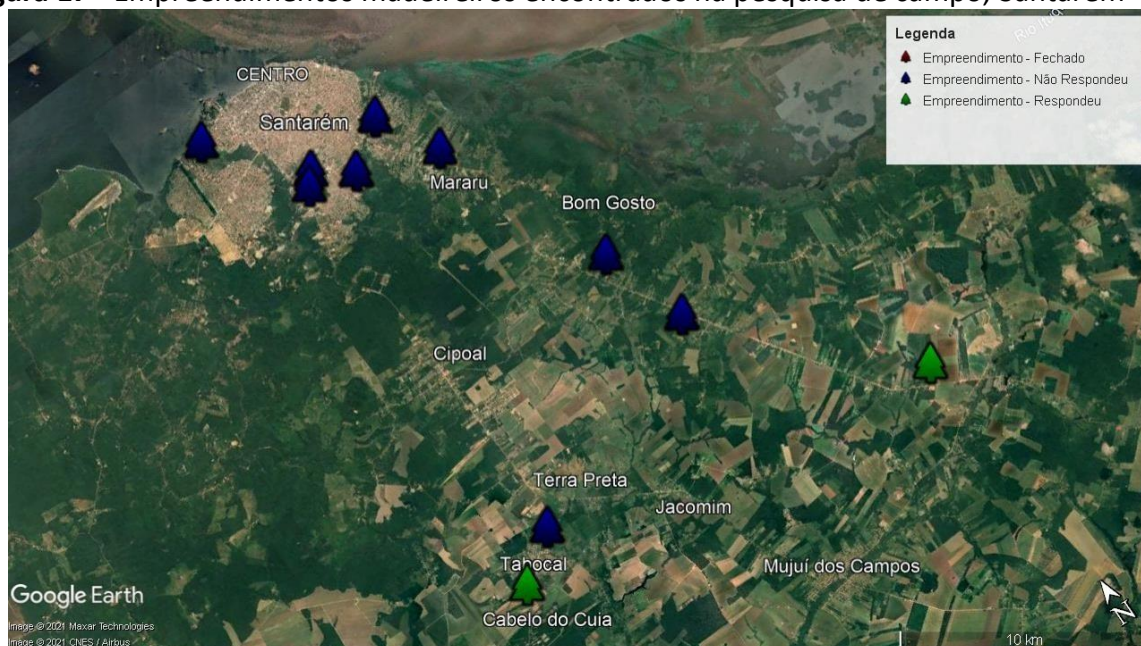 Empreendimentos madeireiros encontrados na pesquisa de campo, Santarém
Legenda
Empreendimento - Fechado
Empreendimento - Não Respondeu
Empreendimento - Respondeu
CENTRO
Santarém
Mararu
Bom Gosto
Cipoal
Terra Preta
Jacomim
Tabocal
Mujuí dos Campos
Cabelo do Cuia
Google Earth
Image © 2021 Maxar Technologies
Image © 2021 CNES / Airbus
N
10 km